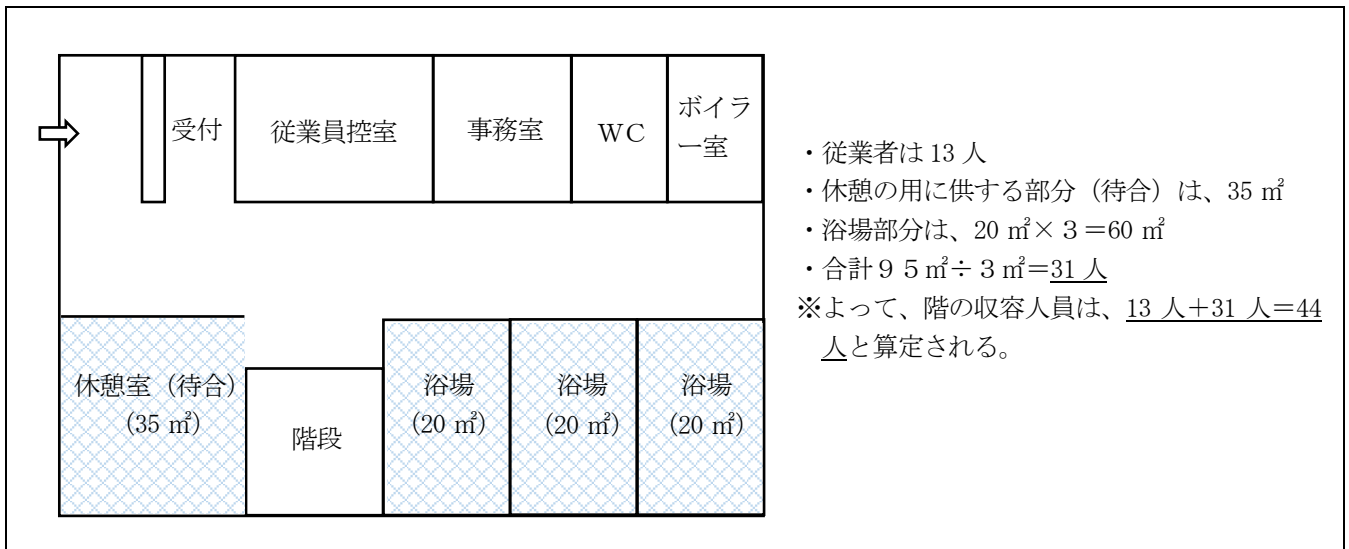 受付
従業員控室
事務室
ＷＣ
ボイラ
ー室
休憩室（待合）
(35 ㎡)
階段
浴場
(20 ㎡)
浴場
(20 ㎡)
浴場
(20 ㎡)
・従業者は 13 人
・休憩の用に供する部分（待合）は、35 ㎡
・浴場部分は、20 ㎡×３＝60 ㎡
・合計９５㎡÷３㎡＝31 人
※よって、階の収容人員は、13 人＋31 人＝44
人と算定される。